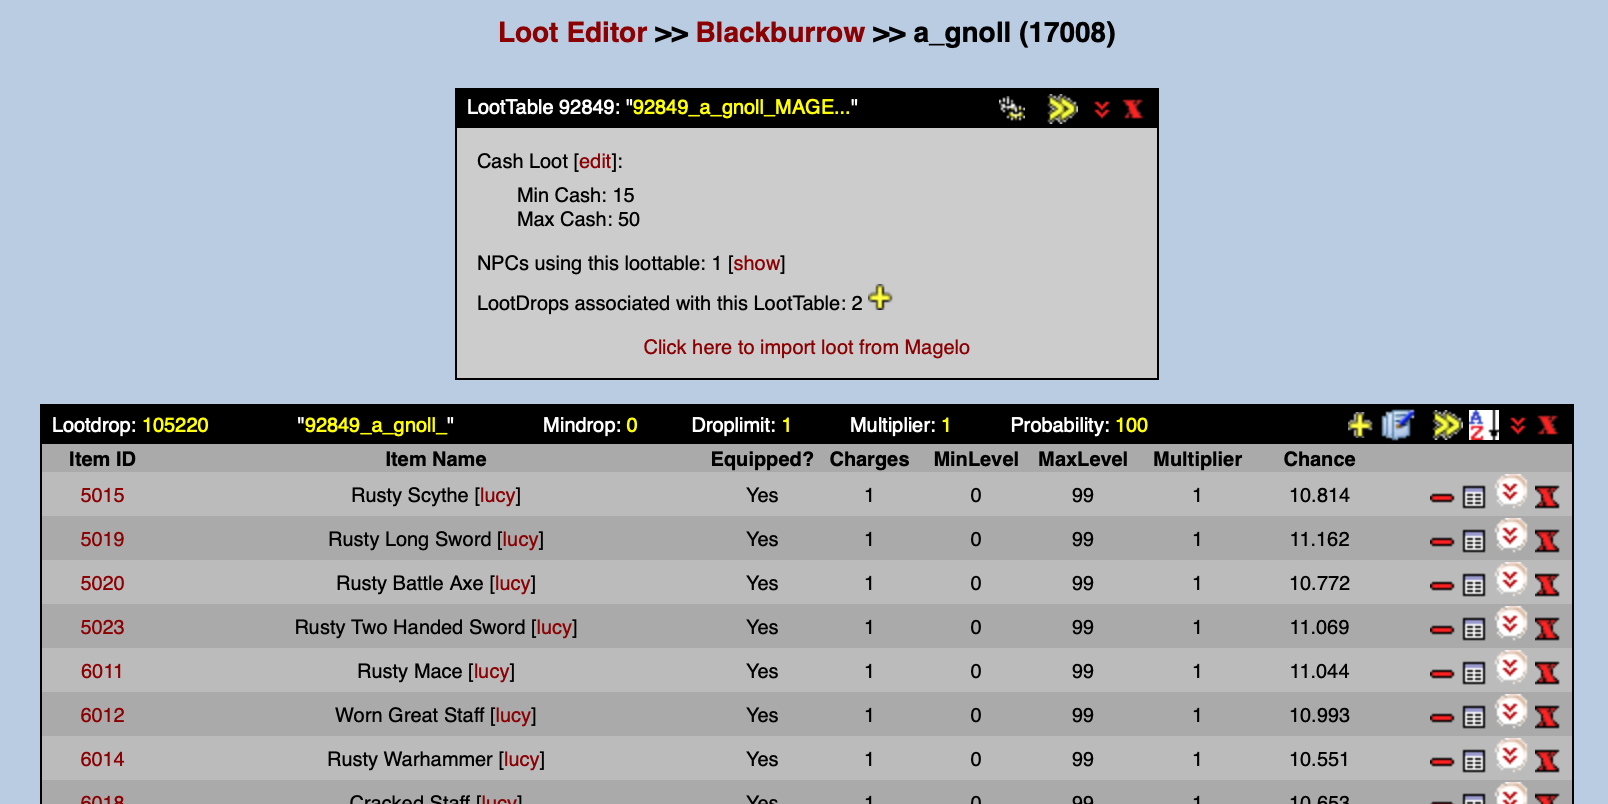 Loot Editor >> Blackburrow >> a_gnoll (17008)
LootTable 92849: "92849_a_gnoll_MAGE..."
Cash Loot [edit]:
Min Cash: 15
Max Cash: 50
NPCs using this loottable: 1 [show]
LootDrops associated with this LootTable: 2
Click here to import loot from Magelo
Lootdrop: 105220 "92849_a_gnoll_" Mindrop: 0 Droplimit: 1 Multiplier: 1 Probability: 100
Item ID Item Name Equipped? Charges MinLevel MaxLevel Multiplier Chance
5015 Rusty Scythe [lucy] Yes 1 0 99 1 10.814
5019 Rusty Long Sword [lucy] Yes 1 0 99 1 11.162
5020 Rusty Battle Axe [lucy] Yes 1 0 99 1 10.772
5023 Rusty Two Handed Sword [lucy] Yes 1 0 99 1 11.069
6011 Rusty Mace [lucy] Yes 1 0 99 1 11.044
6012 Worn Great Staff [lucy] Yes 1 0 99 1 10.993
6014 Rusty Warhammer [lucy] Yes 1 0 99 1 10.551
6018 Cracked Staff [lucy] Yes 1 0 99 1 10.653